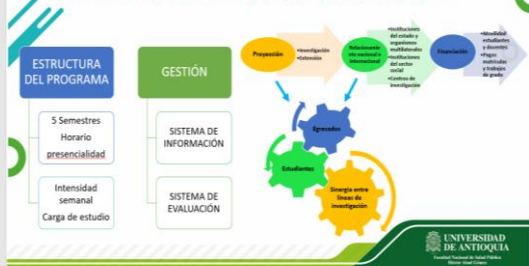 ESTRUCTURA
DEL PROGRAMA
5 Semestres
Horario
presencialidad
Intensidad
semanal
Carga de estudio
GESTIÓN
SISTEMA DE
INFORMACIÓN
SISTEMA DE
EVALUACIÓN
Proyección
•Investigación
•Extensión
Relacionamie
nto nacional e
internacional
•Instituciones
del estado y
organismos
multilaterales
•Instituciones
del sector
social
•Centros de
investigación
Financiación
•Movilidad
estudiantes
y docentes
•Pagos
matriculas
y trabajos
de grado
Egresados
Estudiantes
Sinergia entre
líneas de
investigación
UNIVERSIDAD
DE ANTIOQUIA
Facultad Nacional de Salud Pública